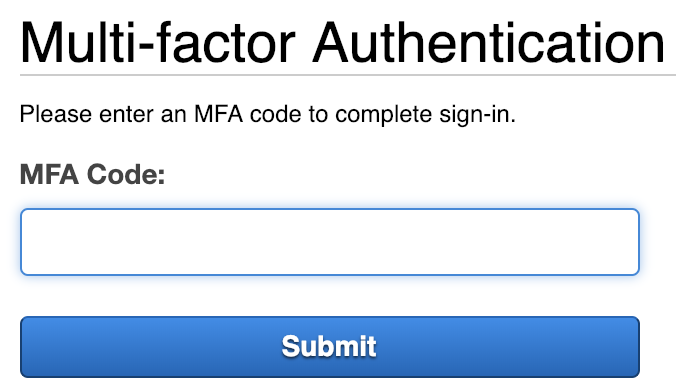 Multi-factor Authentication
Please enter an MFA code to complete sign-in.
MFA Code:
Submit